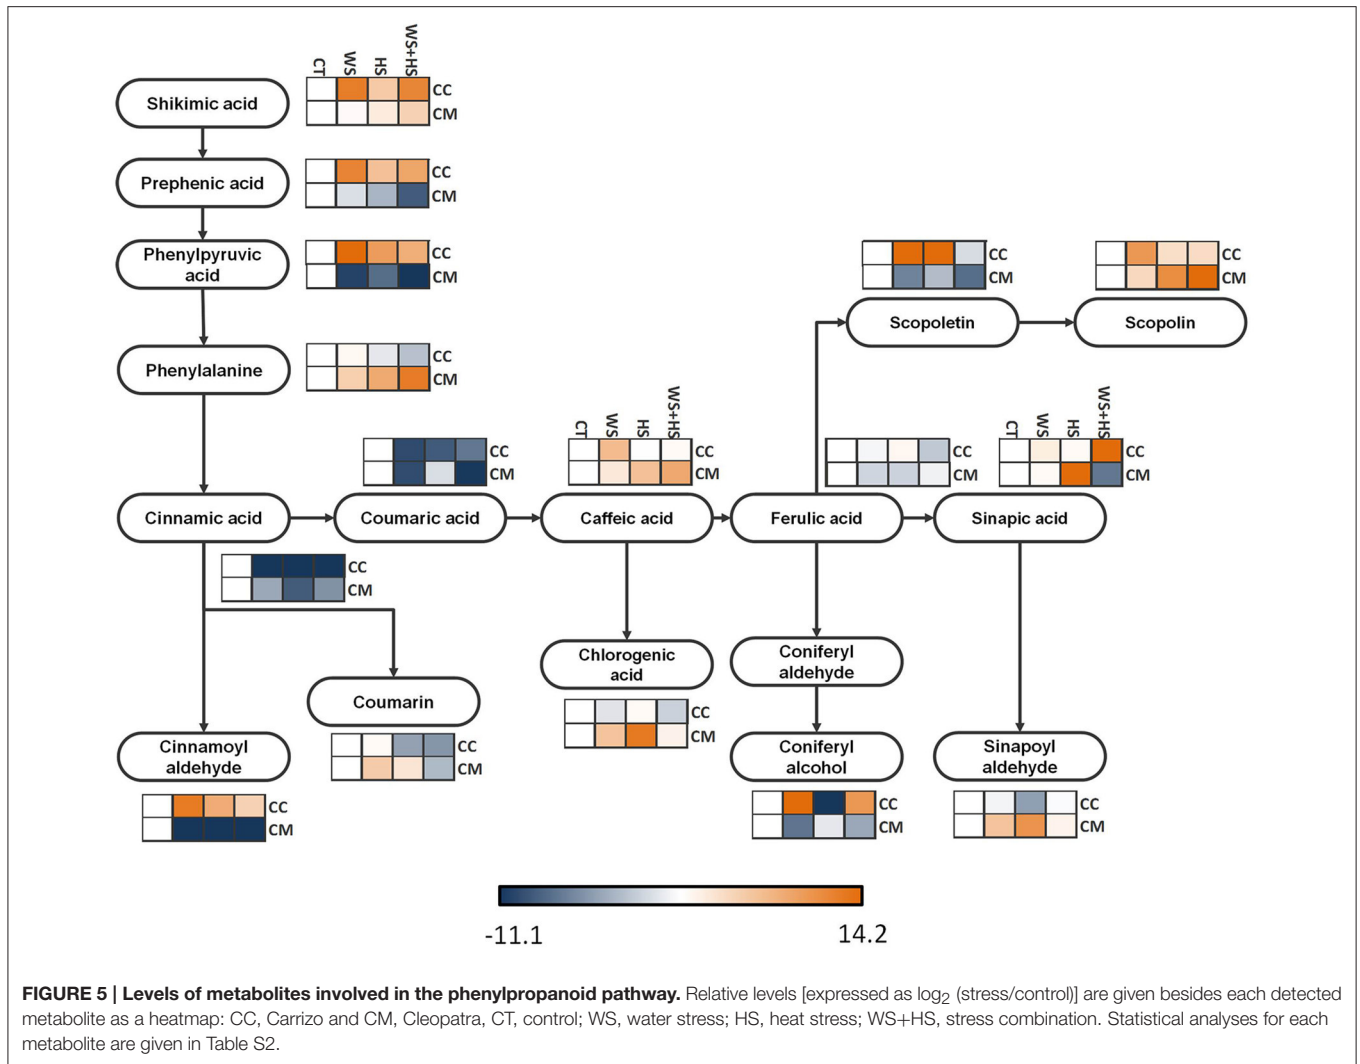 CT WS HS WS+HS
Shikimic acid
CC
CM
Prephenic acid
CC
CM
Phenylpyruvic
acid
CC
CM
Phenylalanine
CC
CM
CC
CM
Scopoletin
CC
CM
Scopolin
Cinnamic acid
CC
CM
Coumaric acid
CT WS HS WS+HS
CC
CM
Caffeic acid
CC
CM
Ferulic acid
CT WS HS WS+HS
CC
CM
Sinapic acid
CC
CM
Coumarin
CC
CM
Cinnamoyl
aldehyde
CC
CM
Chlorogenic
acid
CC
CM
Coniferyl
aldehyde
Coniferyl
alcohol
CC
CM
Sinapoyl
aldehyde
CC
CM
-11.1 14.2
FIGURE 5 | Levels of metabolites involved in the phenylpropanoid pathway. Relative levels [expressed as log2 (stress/control)] are given besides each detected
metabolite as a heatmap: CC, Carrizo and CM, Cleopatra, CT, control; WS, water stress; HS, heat stress; WS+HS, stress combination. Statistical analyses for each
metabolite are given in Table S2.